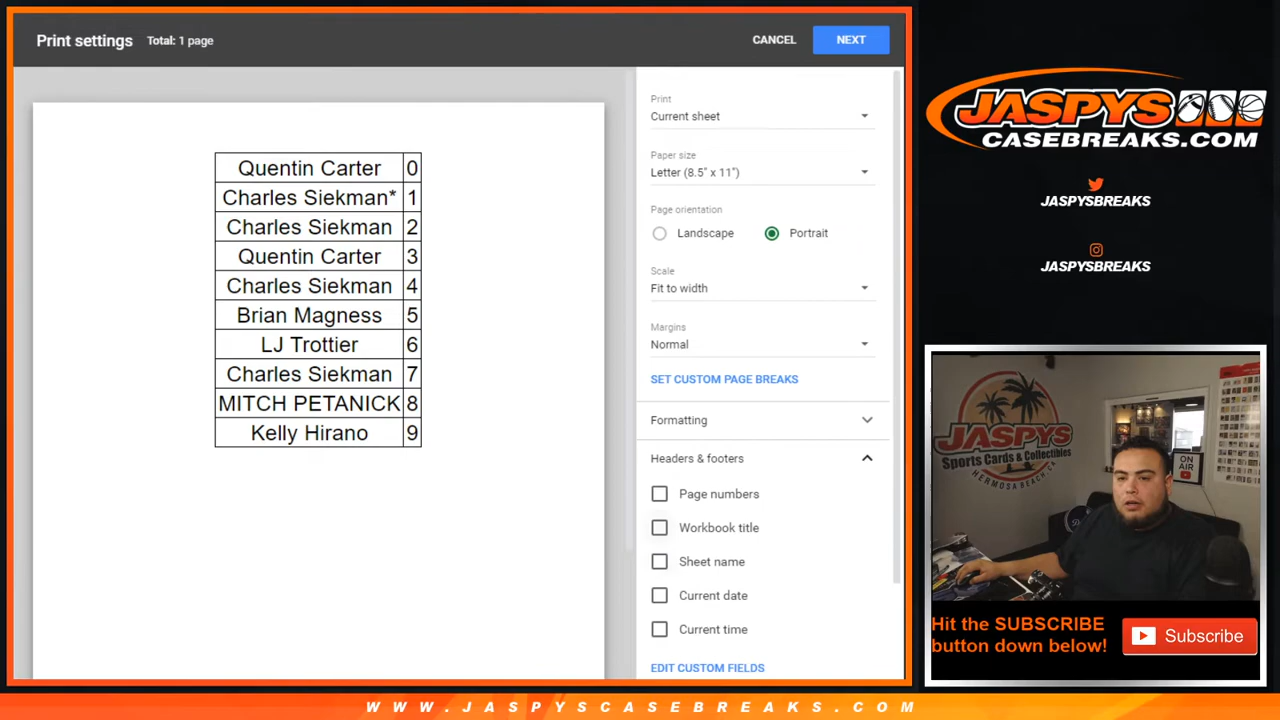 Print settings Total: 1 page CANCEL NEXT
Quentin Carter 0
Charles Siekman* 1
Charles Siekman 2
Quentin Carter 3
Charles Siekman 4
Brian Magness 5
LJ Trottier 6
Charles Siekman 7
MITCH PETANICK 8
Kelly Hirano 9
Print
Current sheet
Paper size
Letter (8.5" x 11")
Page orientation
Landscape Portrait
Scale
Fit to width
Margins
Normal
SET CUSTOM PAGE BREAKS
Formatting
Headers & footers
Page numbers
Workbook title
Sheet name
Current date
Current time
EDIT CUSTOM FIELDS
JASPYS
CASEBREAKS.COM
JASPYSBREAKS
JASPYSBREAKS
JASPYS
Sports Cards & Collectibles
HERMOSA BEACH, CA
ON
AIR
Hit the SUBSCRIBE
button down below!
Subscribe
WWW.JASPYSCASEBREAKS.COM